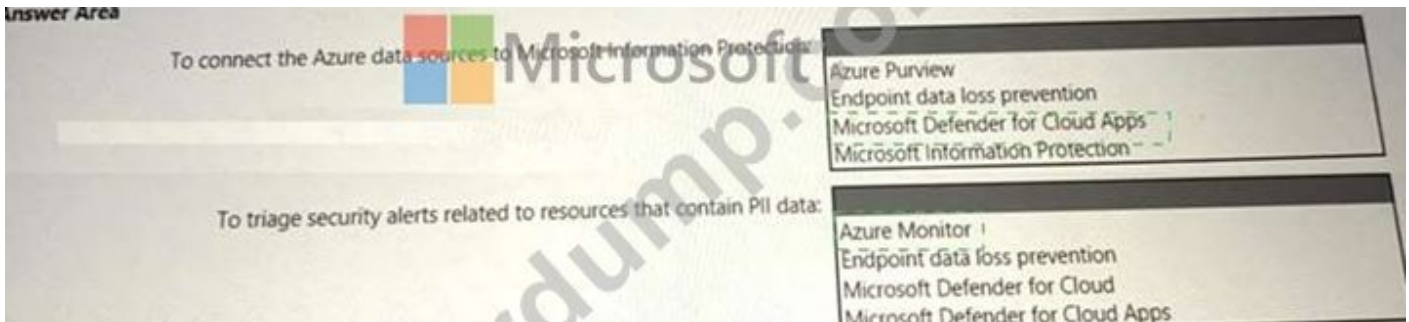 Answer Area
To connect the Azure data sources to Microsoft Information Protection:
Microsoft
Azure Purview
Endpoint data loss prevention
Microsoft Defender for Cloud Apps
Microsoft Information Protection
To triage security alerts related to resources that contain PII data:
Azure Monitor
Endpoint data loss prevention
Microsoft Defender for Cloud
Microsoft Defender for Cloud Apps